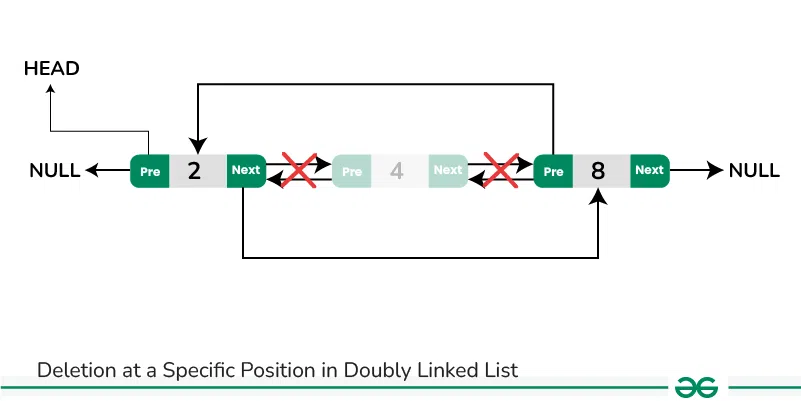 HEAD
NULL Pre 2 Next Pre 4 Next Pre 8 Next NULL
Deletion at a Specific Position in Doubly Linked List